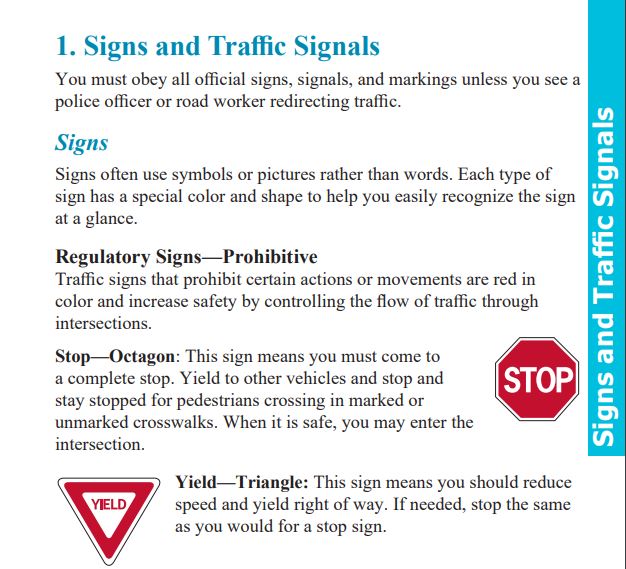 1. Signs and Traffic Signals
You must obey all official signs, signals, and markings unless you see a
police officer or road worker redirecting traffic.
Signs
Signs often use symbols or pictures rather than words. Each type of
sign has a special color and shape to help you easily recognize the sign
at a glance.
Regulatory Signs—Prohibitive
Traffic signs that prohibit certain actions or movements are red in
color and increase safety by controlling the flow of traffic through
intersections.
Stop—Octagon: This sign means you must come to
a complete stop. Yield to other vehicles and stop and
stay stopped for pedestrians crossing in marked or
unmarked crosswalks. When it is safe, you may enter the
intersection.
STOP
YIELD
Yield—Triangle: This sign means you should reduce
speed and yield right of way. If needed, stop the same
as you would for a stop sign.
Signs and Traffic Signals